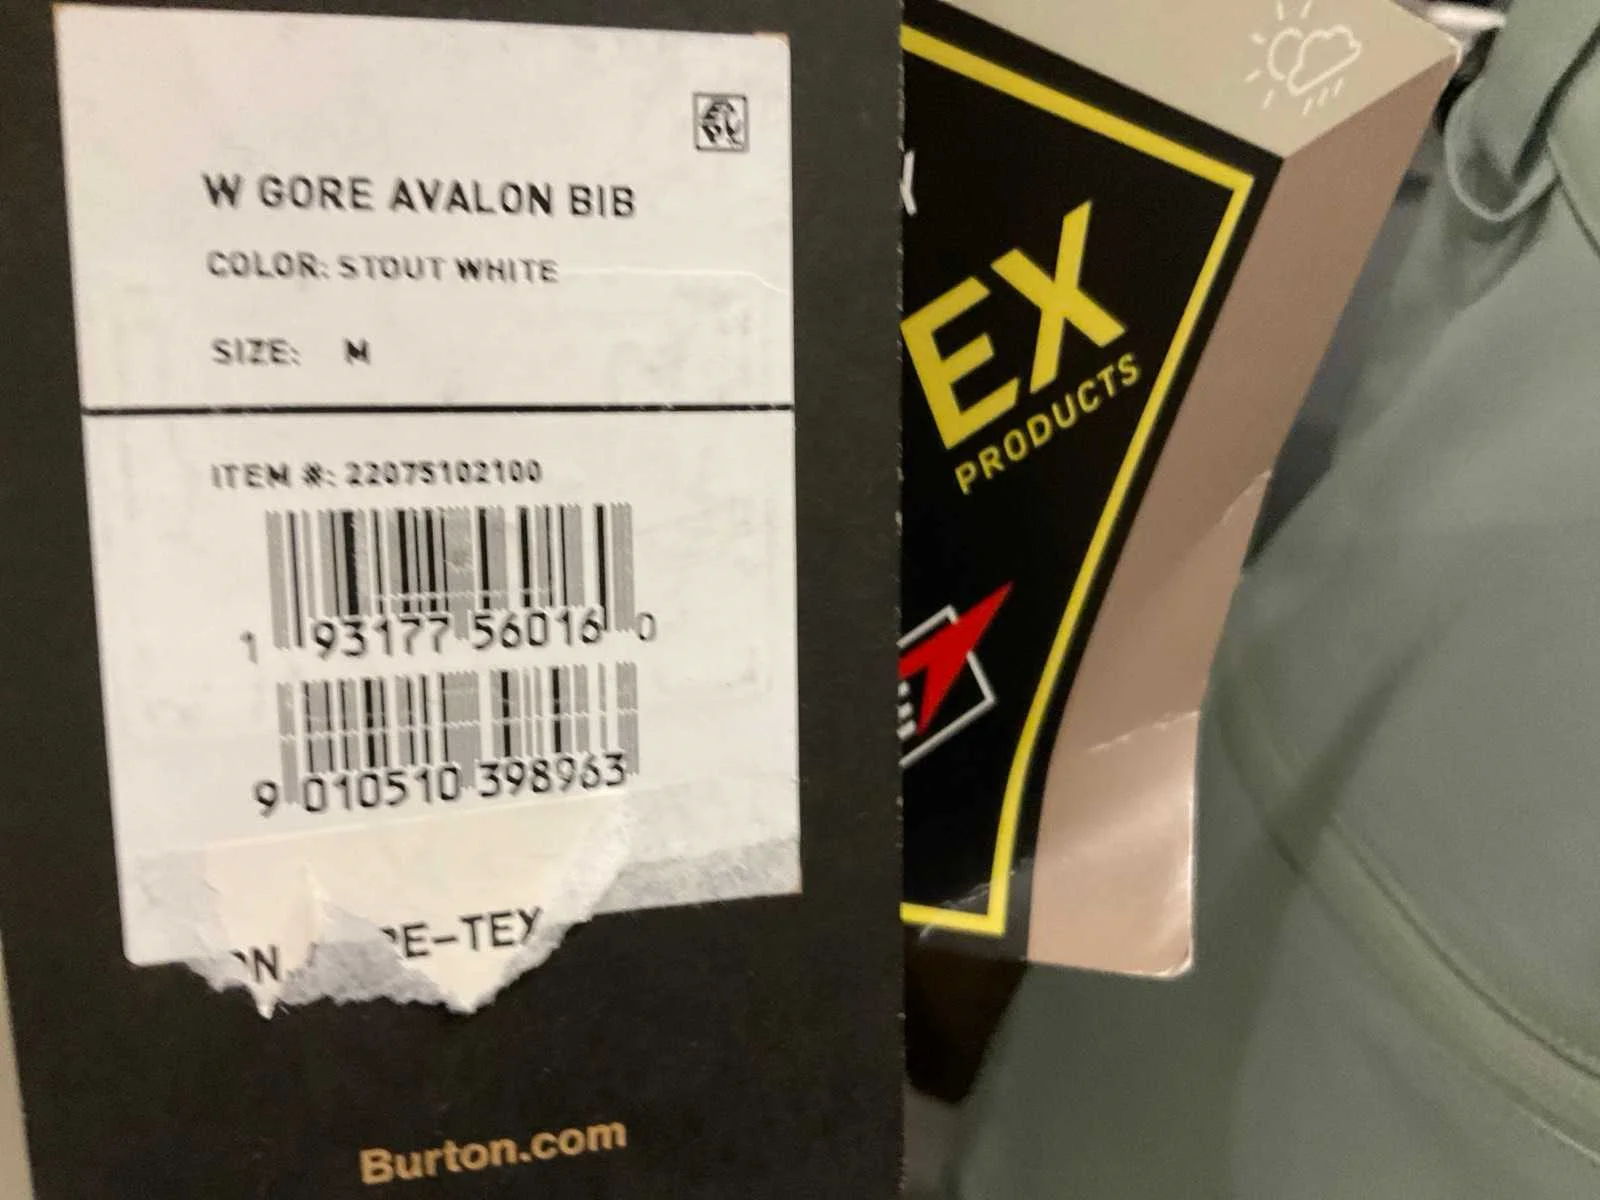 W GORE AVALON BIB
COLOR: STOUT WHITE
SIZE: M
ITEM #: 22075102100
1 93177 56016 0
9 010510 398963
RE-TEX
Burton.com
EX
PRODUCTS